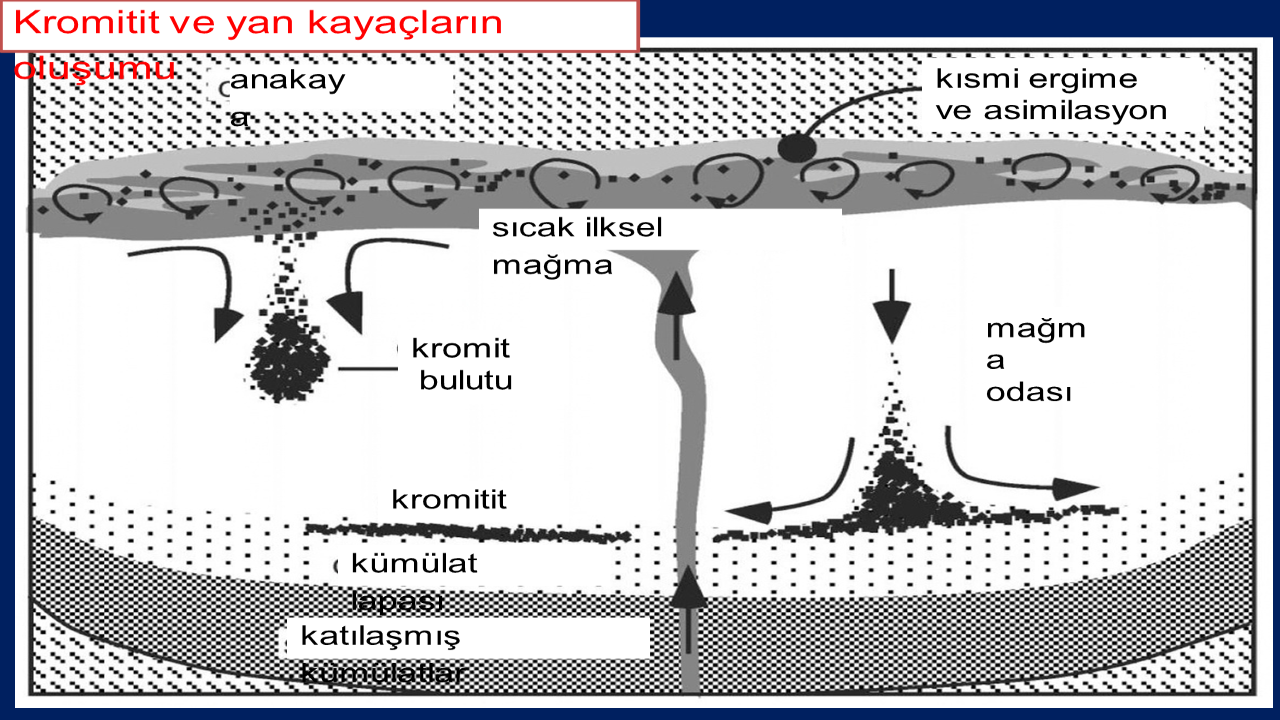 Kromitit ve yan kayaçların
oluşumu
anakay
a
kısmi ergime
ve asimilasyon
sıcak ilksel
mağma
mağm
a
odası
kromit
bulutu
kromitit
kümülat
lapası
katılaşmış
kümülatlar